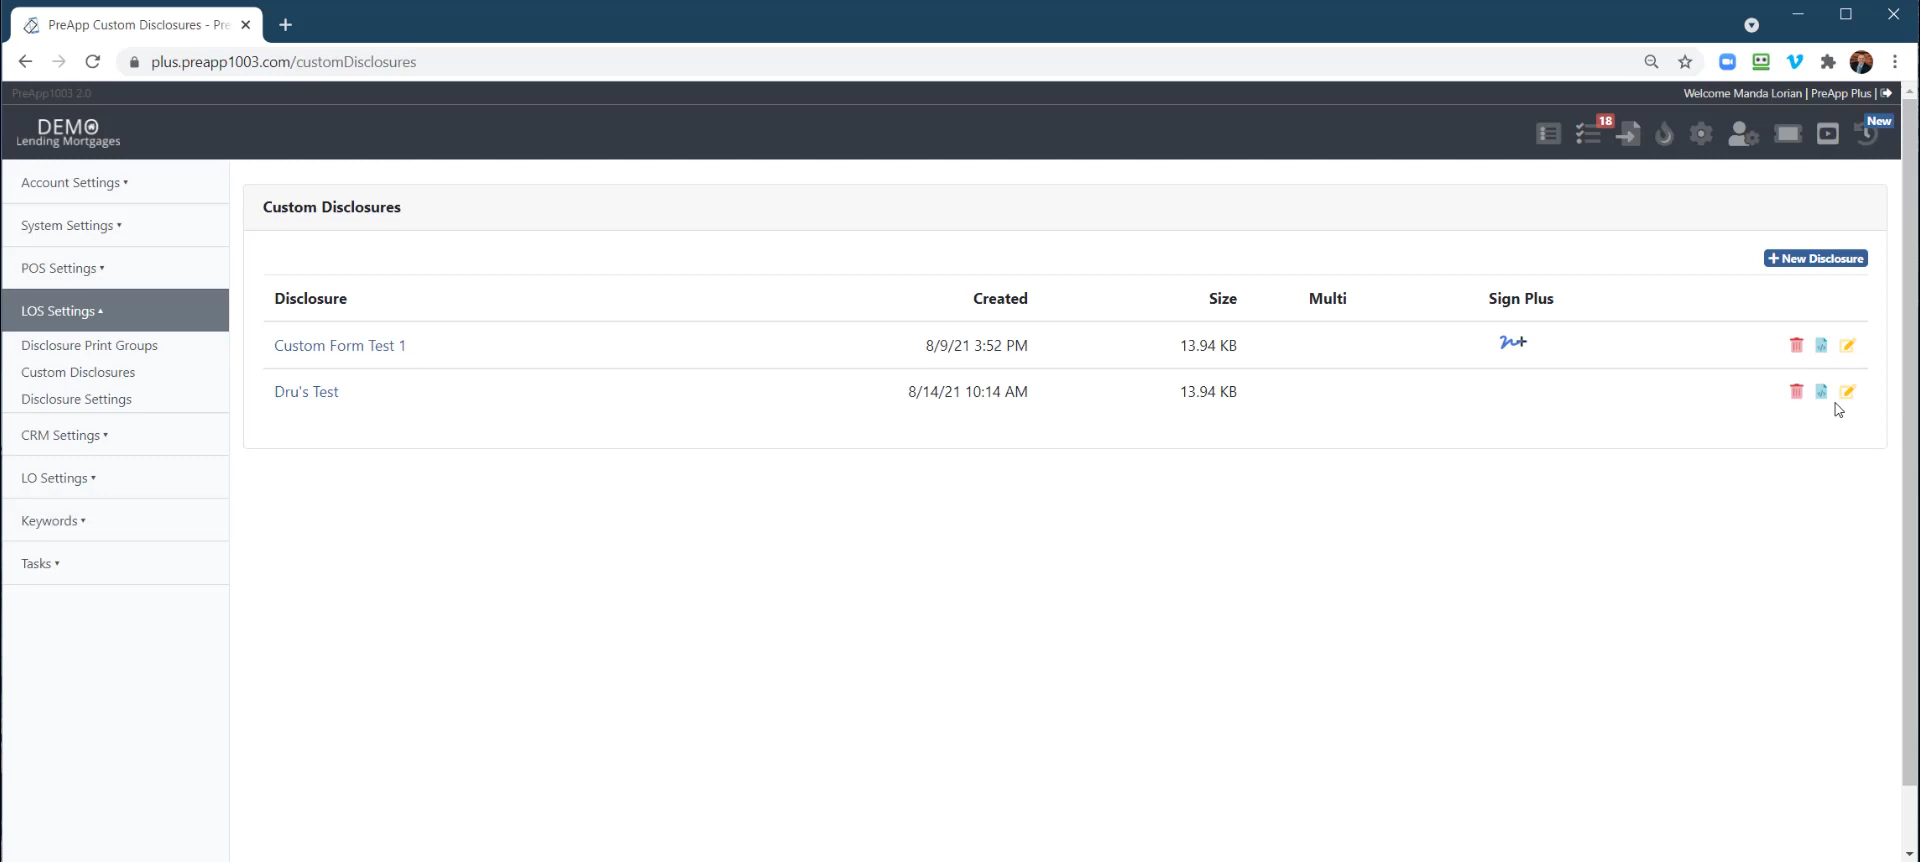 PreApp Custom Disclosures - Pre
plus.preapp1003.com/customDisclosures
PreApp1003 2.0
Welcome Manda Lorian | PreApp Plus |
DEMO
Lending Mortgages
18
New
Account Settings
System Settings
POS Settings
LOS Settings
Disclosure Print Groups
Custom Disclosures
Disclosure Settings
CRM Settings
LO Settings
Keywords
Tasks
Custom Disclosures
+ New Disclosure
Disclosure Created Size Multi Sign Plus
Custom Form Test 1 8/9/21 3:52 PM 13.94 KB
Dru's Test 8/14/21 10:14 AM 13.94 KB